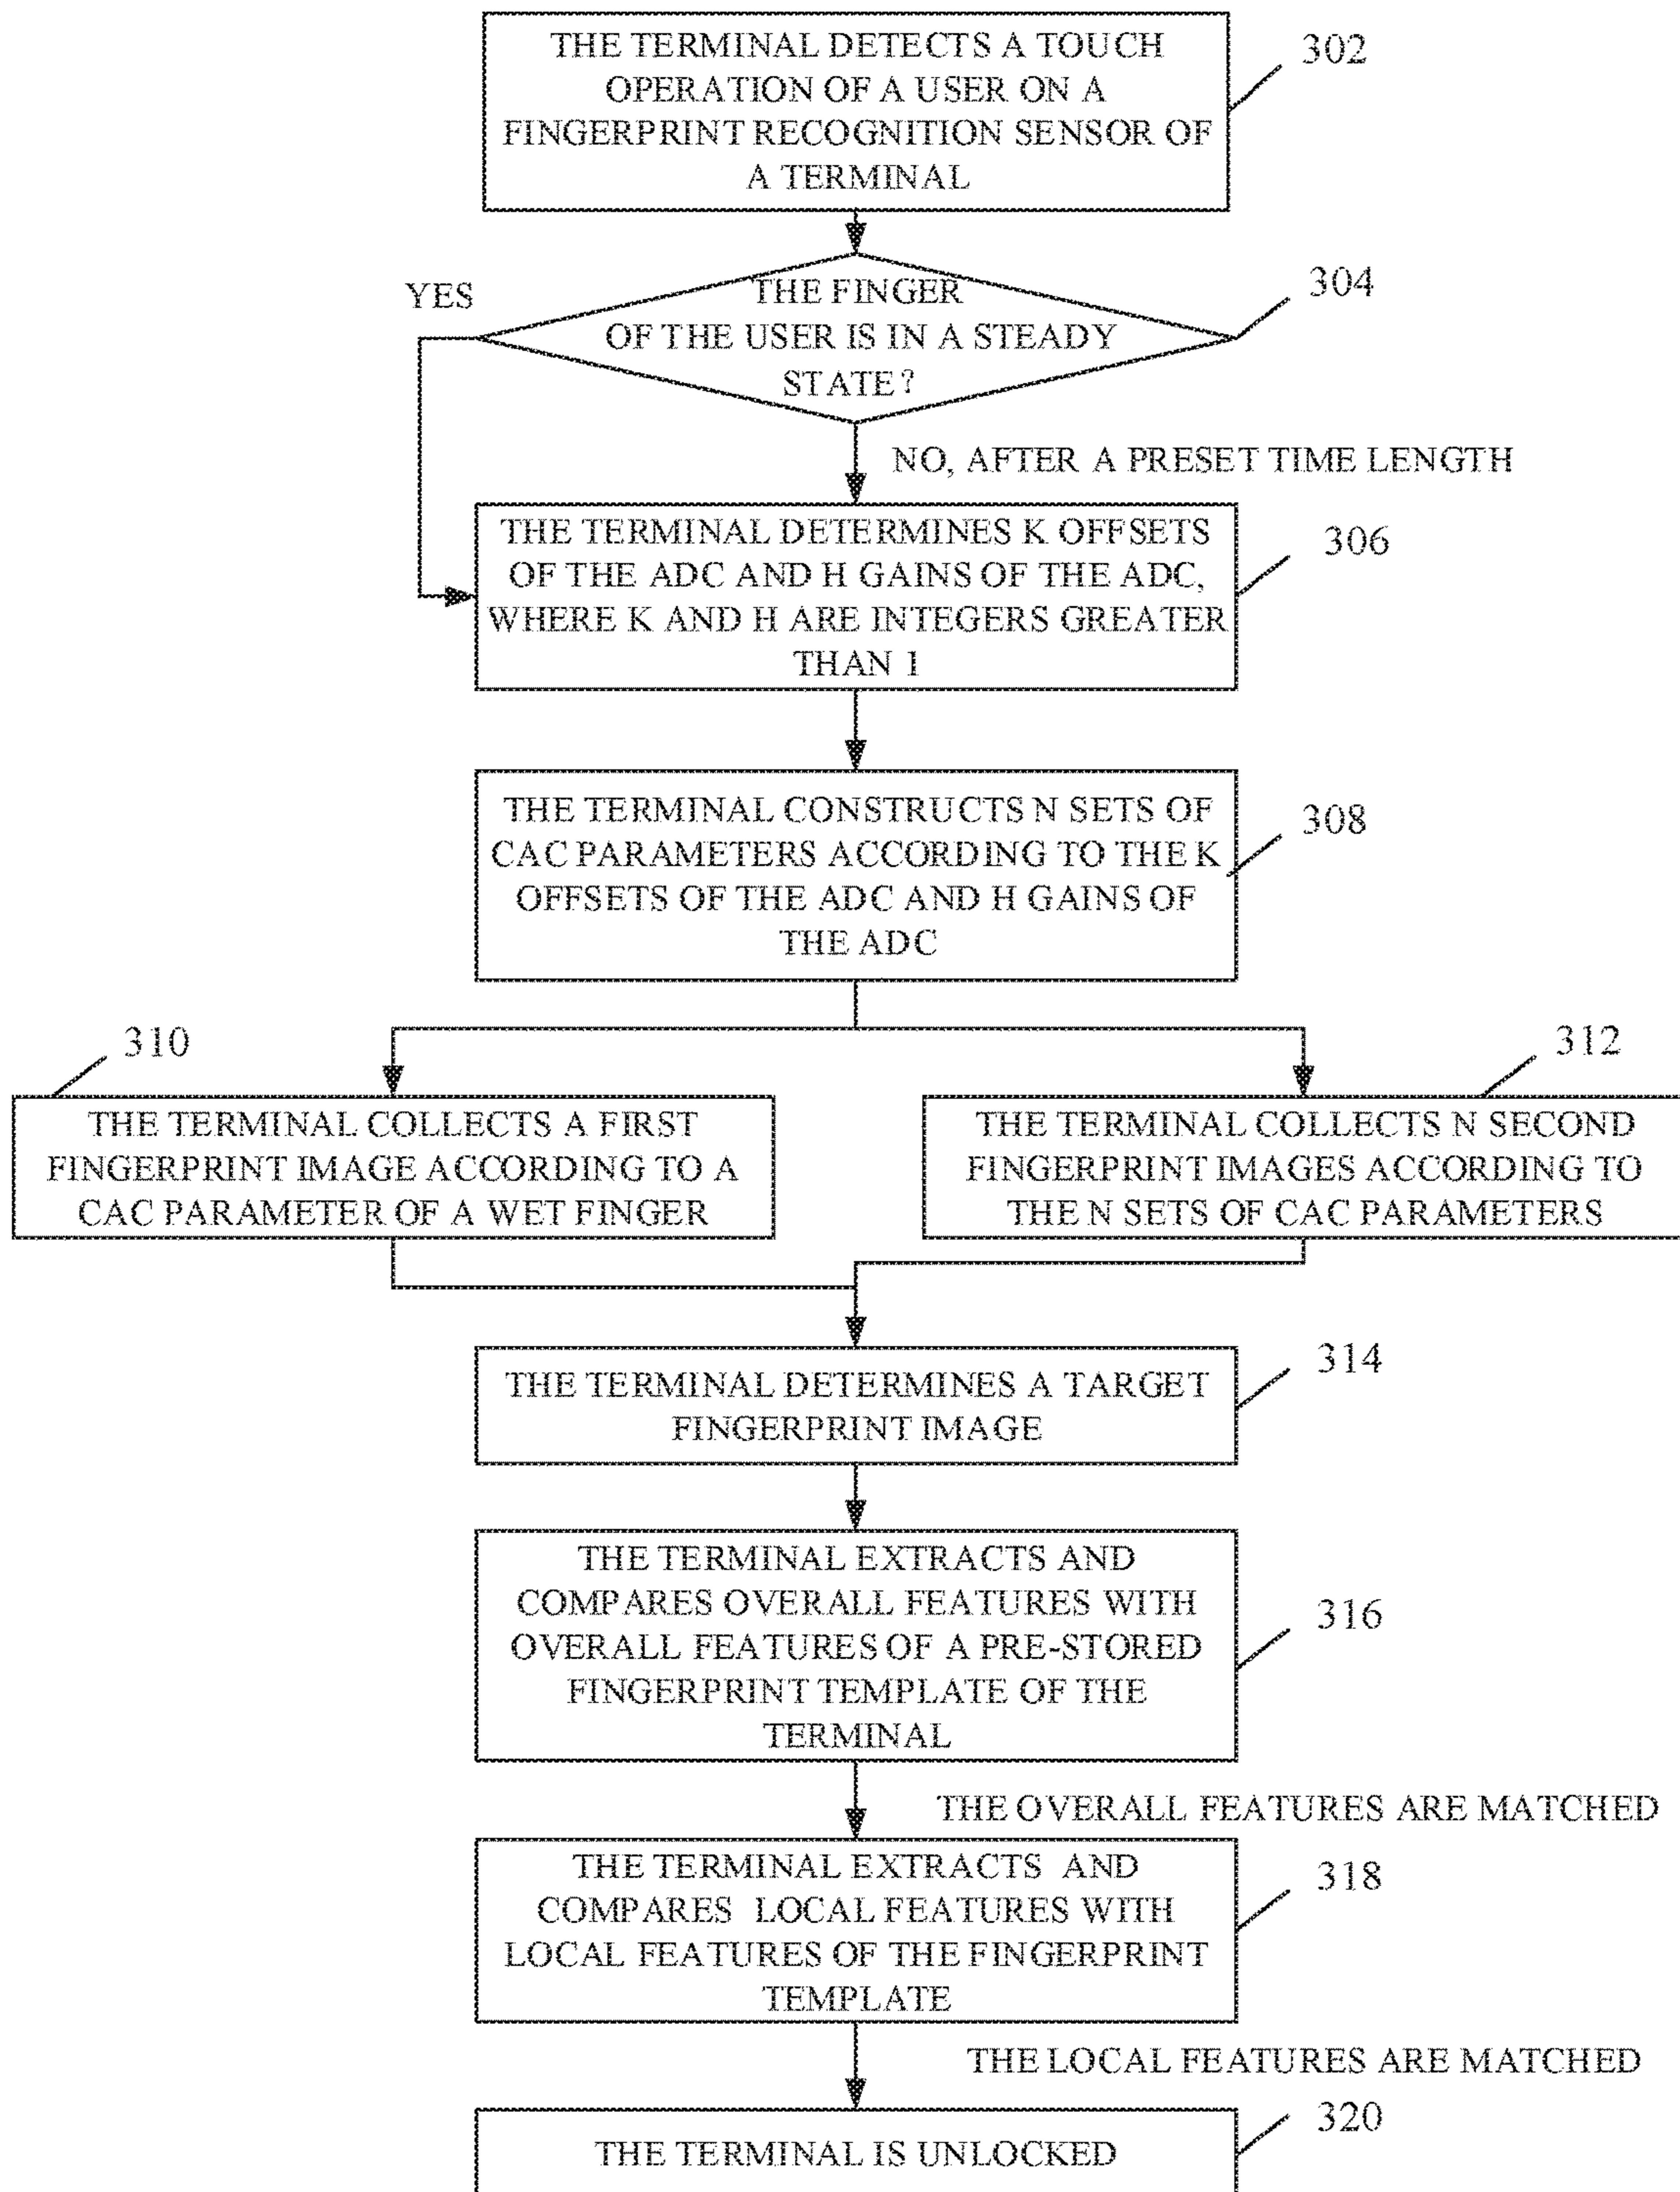 THE TERMINAL DETECTS A TOUCH
OPERATION OF A USER ON A
FINGERPRINT RECOGNITION SENSOR OF
A TERMINAL
302
YES
THE FINGER
OF THE USER IS IN A STEADY
STATE?
304
NO, AFTER A PRESET TIME LENGTH
THE TERMINAL DETERMINES K OFFSETS
OF THE ADC AND H GAINS OF THE ADC,
WHERE K AND H ARE INTEGERS GREATER
THAN 1
306
THE TERMINAL CONSTRUCTS N SETS OF
CAC PARAMETERS ACCORDING TO THE K
OFFSETS OF THE ADC AND H GAINS OF
THE ADC
308
310
THE TERMINAL COLLECTS A FIRST
FINGERPRINT IMAGE ACCORDING TO A
CAC PARAMETER OF A WET FINGER
312
THE TERMINAL COLLECTS N SECOND
FINGERPRINT IMAGES ACCORDING TO
THE N SETS OF CAC PARAMETERS
THE TERMINAL DETERMINES A TARGET
FINGERPRINT IMAGE
314
THE TERMINAL EXTRACTS AND
COMPARES OVERALL FEATURES WITH
OVERALL FEATURES OF A PRE-STORED
FINGERPRINT TEMPLATE OF THE
TERMINAL
316
THE OVERALL FEATURES ARE MATCHED
THE TERMINAL EXTRACTS AND
COMPARES LOCAL FEATURES WITH
LOCAL FEATURES OF THE FINGERPRINT
TEMPLATE
318
THE LOCAL FEATURES ARE MATCHED
THE TERMINAL IS UNLOCKED
320